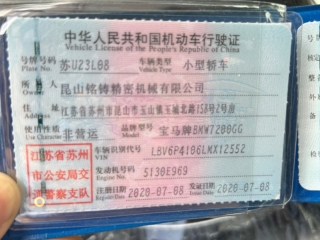 中华人民共和国机动车行驶证
Vehicle License of the People's Republic of China
号牌号码 Plate No. 苏U23L08 车辆类型 Vehicle Type 小型轿车
所有人 Owner 昆山铭铸精密机械有限公司
住址 江苏省苏州市昆山市玉山镇玉城北路158号2号房
使用性质 Use Character 非营运 品牌型号 Model 宝马牌BMW7200GG
江苏省苏州市公安局交通警察支队
车辆识别代号 VIN LBV6P4106LMX12552
发动机号码 Engine No. 5130E969
注册日期 2020-07-08 发证日期 2020-07-08